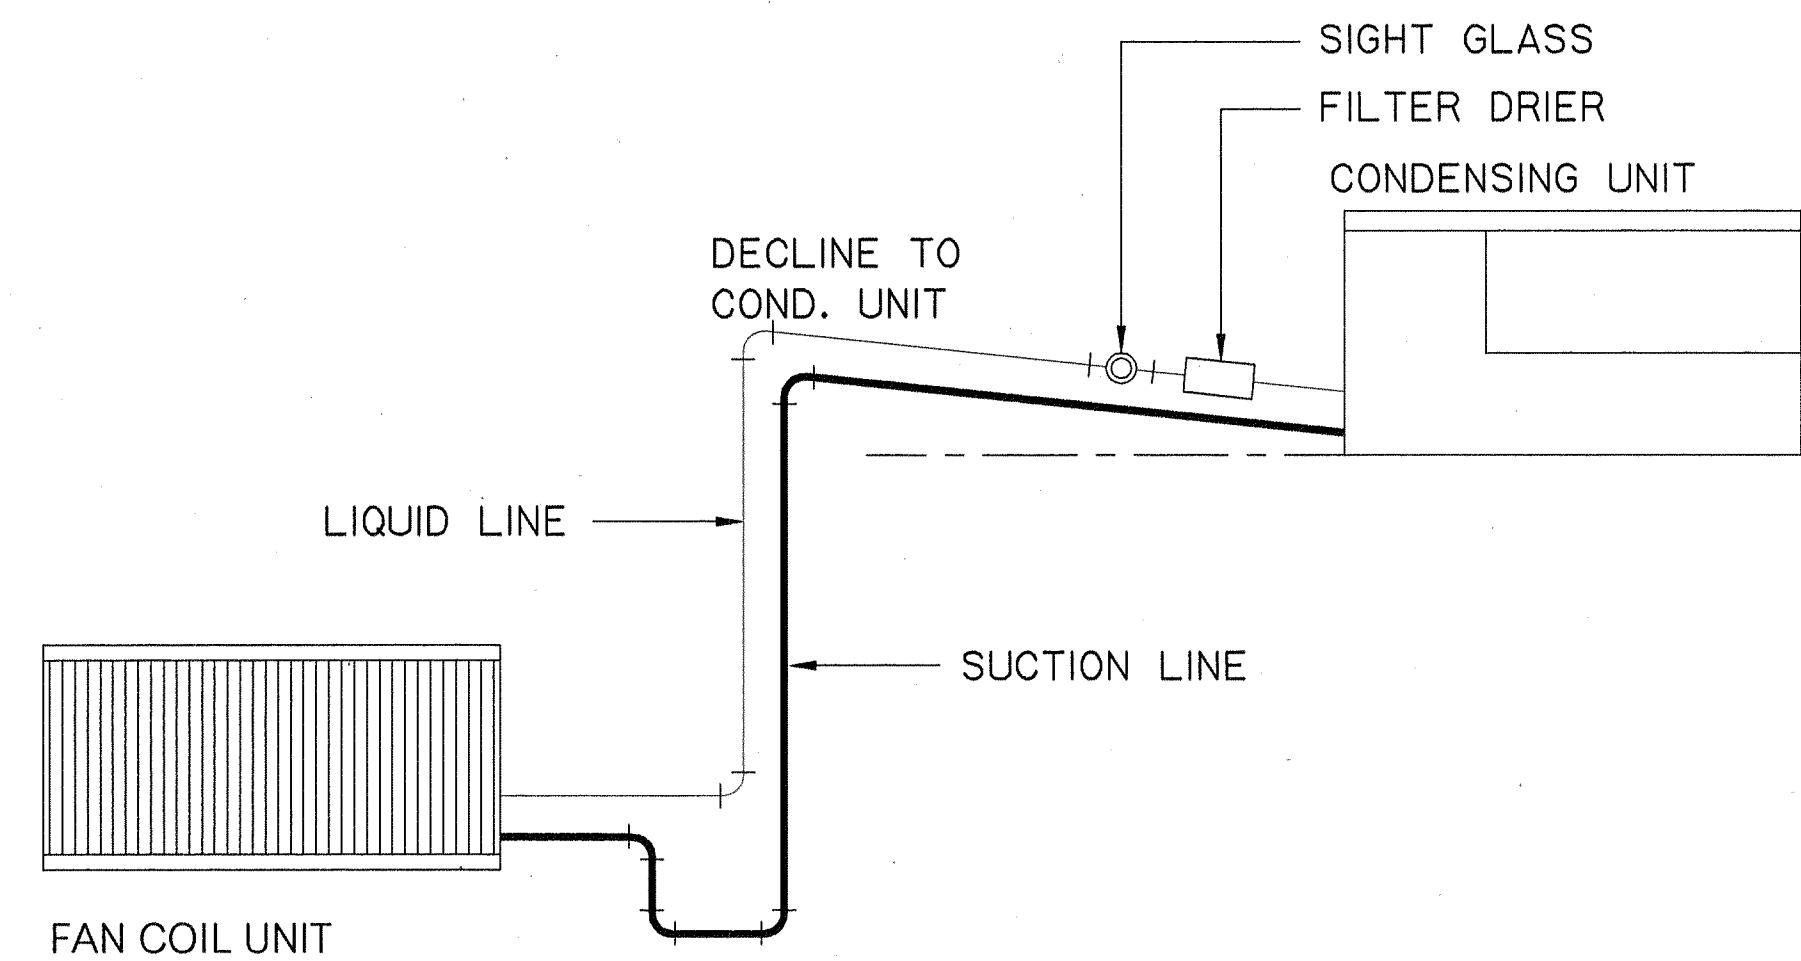 SIGHT GLASS
FILTER DRIER
CONDENSING UNIT
DECLINE TO
COND. UNIT
LIQUID LINE
SUCTION LINE
FAN COIL UNIT